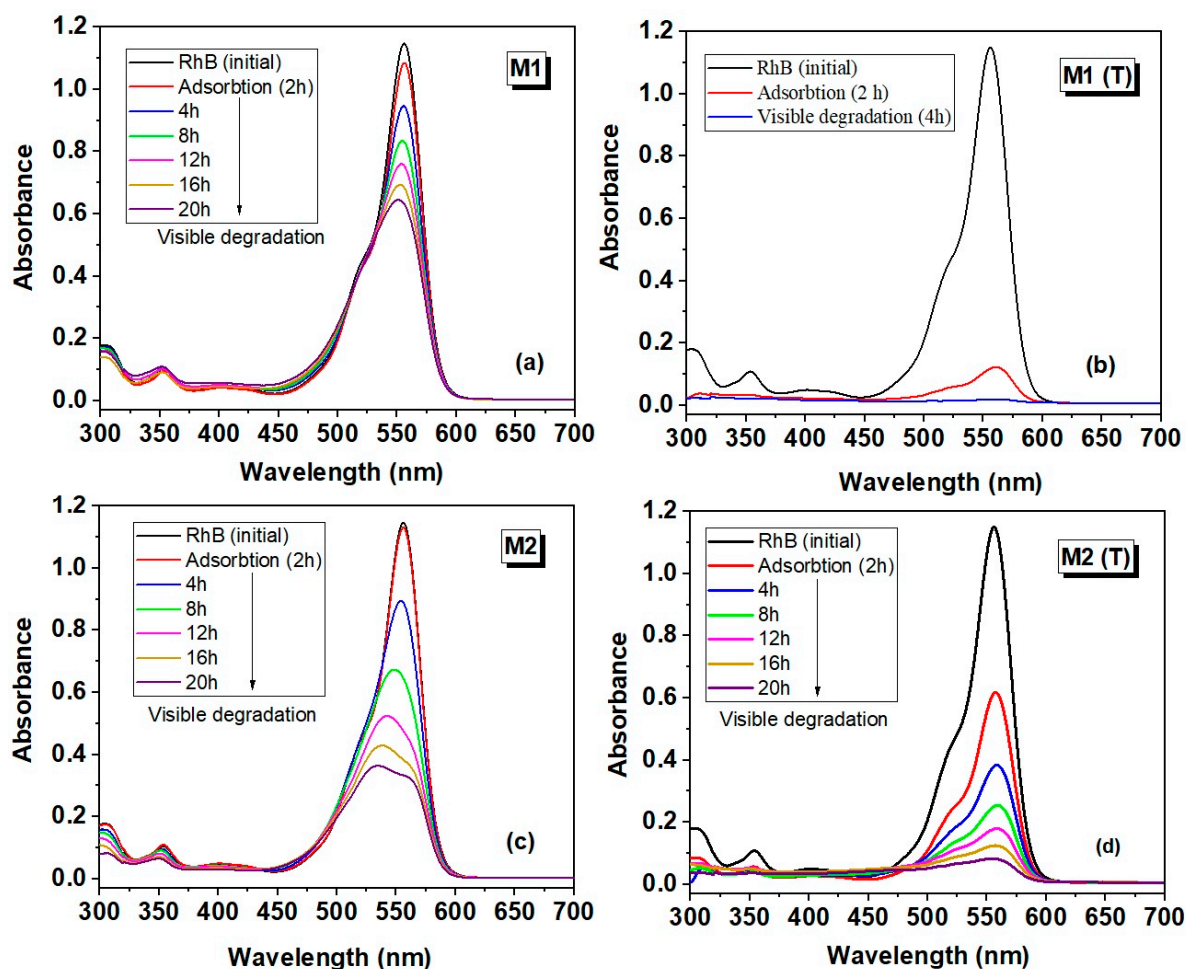 M1
RhB (initial)
Adsorbtion (2h)
4h
8h
12h
16h
20h
Visible degradation
(a)
Absorbance
1.2
1.0
0.8
0.6
0.4
0.2
0.0
300 350 400 450 500 550 600 650 700
Wavelength (nm)
M1 (T)
RhB (initial)
Adsorbtion (2 h)
Visible degradation (4h)
(b)
Absorbance
1.2
1.0
0.8
0.6
0.4
0.2
0.0
300 350 400 450 500 550 600 650 700
Wavelength (nm)
M2
RhB (initial)
Adsorbtion (2h)
4h
8h
12h
16h
20h
Visible degradation
(c)
Absorbance
1.2
1.0
0.8
0.6
0.4
0.2
0.0
300 350 400 450 500 550 600 650 700
Wavelength (nm)
M2 (T)
RhB (initial)
Adsorbtion (2h)
4h
8h
12h
16h
20h
Visible degradation
(d)
Absorbance
1.2
1.0
0.8
0.6
0.4
0.2
0.0
300 350 400 450 500 550 600 650 700
Wavelength (nm)